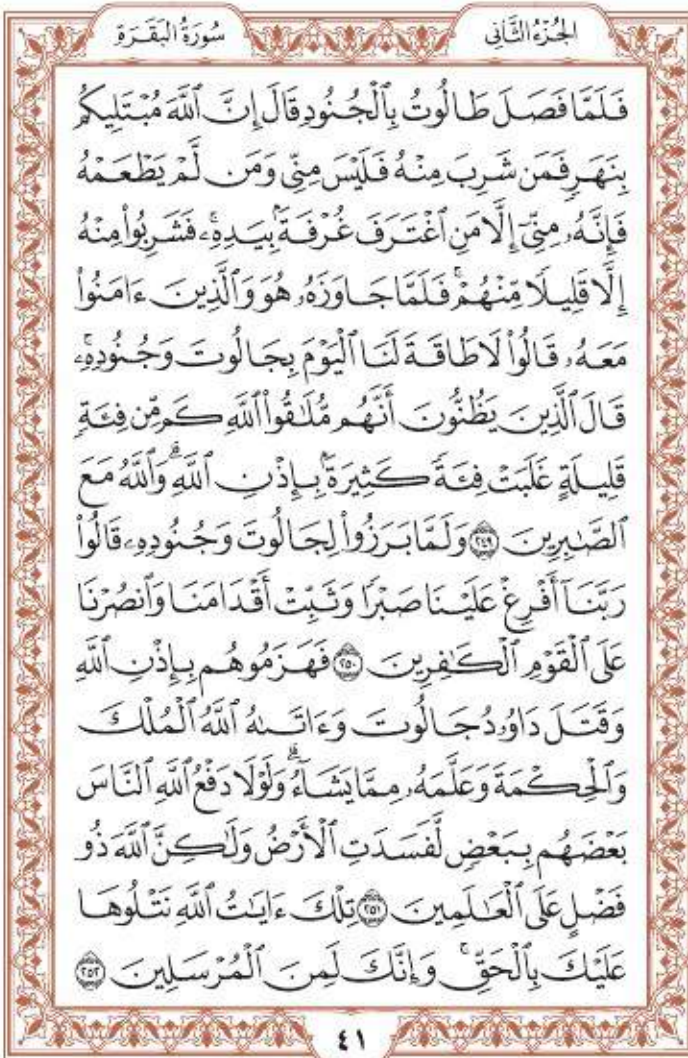 سُورَةُ البَقَرَةِ
الجُزْءُ الثَّانِي
فَلَمَّا فَصَلَ طَالُوتُ بِٱلْجُنُودِ قَالَ إِنَّ ٱللَّهَ مُبْتَلِيكُم
بِنَهَرٍ فَمَن شَرِبَ مِنْهُ فَلَيْسَ مِنِّي وَمَن لَّمْ يَطْعَمْهُ
فَإِنَّهُۥ مِنِّيٓ إِلَّا مَنِ ٱغْتَرَفَ غُرْفَةَۢ بِيَدِهِۦۚ فَشَرِبُوا۟ مِنْهُ
إِلَّا قَلِيلًا مِّنْهُمْۚ فَلَمَّا جَاوَزَهُۥ هُوَ وَٱلَّذِينَ ءَامَنُوا۟
مَعَهُۥ قَالُوا۟ لَا طَاقَةَ لَنَا ٱلْيَوْمَ بِجَالُوتَ وَجُنُودِهِۦۚ
قَالَ ٱلَّذِينَ يَظُنُّونَ أَنَّهُم مُّلَٰقُوا۟ ٱللَّهِ كَم مِّن فِئَةٍ
قَلِيلَةٍ غَلَبَتْ فِئَةً كَثِيرَةَۢ بِإِذْنِ ٱللَّهِۗ وَٱللَّهُ مَعَ
ٱلصَّٰبِرِينَ ٢٤٩ وَلَمَّا بَرَزُوا۟ لِجَالُوتَ وَجُنُودِهِۦ قَالُوا۟
رَبَّنَآ أَفْرِغْ عَلَيْنَا صَبْرًا وَثَبِّتْ أَقْدَامَنَا وَٱنصُرْنَا
عَلَى ٱلْقَوْمِ ٱلْكَٰفِرِينَ ٢٥٠ فَهَزَمُوهُم بِإِذْنِ ٱللَّهِ
وَقَتَلَ دَاوُۥدُ جَالُوتَ وَءَاتَىٰهُ ٱللَّهُ ٱلْمُلْكَ
وَٱلْحِكْمَةَ وَعَلَّمَهُۥ مِمَّا يَشَآءُۗ وَلَوْلَا دَفْعُ ٱللَّهِ ٱلنَّاسَ
بَعْضَهُم بِبَعْضٍ لَّفَسَدَتِ ٱلْأَرْضُ وَلَٰكِنَّ ٱللَّهَ ذُو
فَضْلٍ عَلَى ٱلْعَٰلَمِينَ ٢٥١ تِلْكَ ءَايَٰتُ ٱللَّهِ نَتْلُوهَا
عَلَيْكَ بِٱلْحَقِّۚ وَإِنَّكَ لَمِنَ ٱلْمُرْسَلِينَ ٢٥٢
٤١